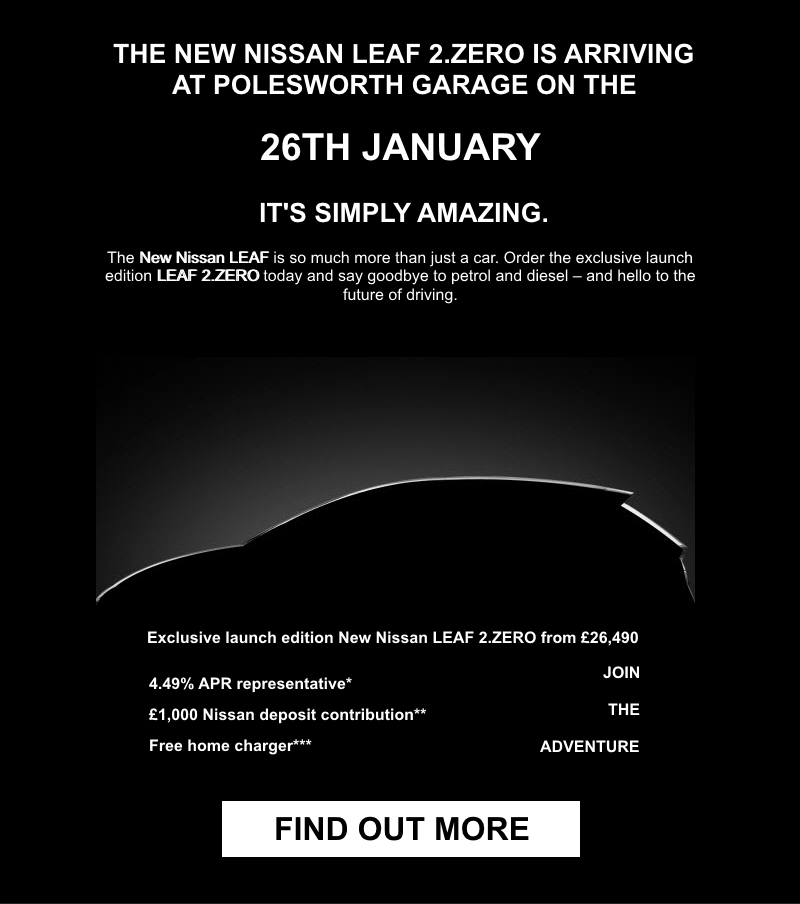 THE NEW NISSAN LEAF 2.ZERO IS ARRIVING
AT POLESWORTH GARAGE ON THE
26TH JANUARY
IT'S SIMPLY AMAZING.
The New Nissan LEAF is so much more than just a car. Order the exclusive launch
edition LEAF 2.ZERO today and say goodbye to petrol and diesel – and hello to the
future of driving.
Exclusive launch edition New Nissan LEAF 2.ZERO from £26,490
4.49% APR representative*
£1,000 Nissan deposit contribution**
Free home charger***
JOIN
THE
ADVENTURE
FIND OUT MORE